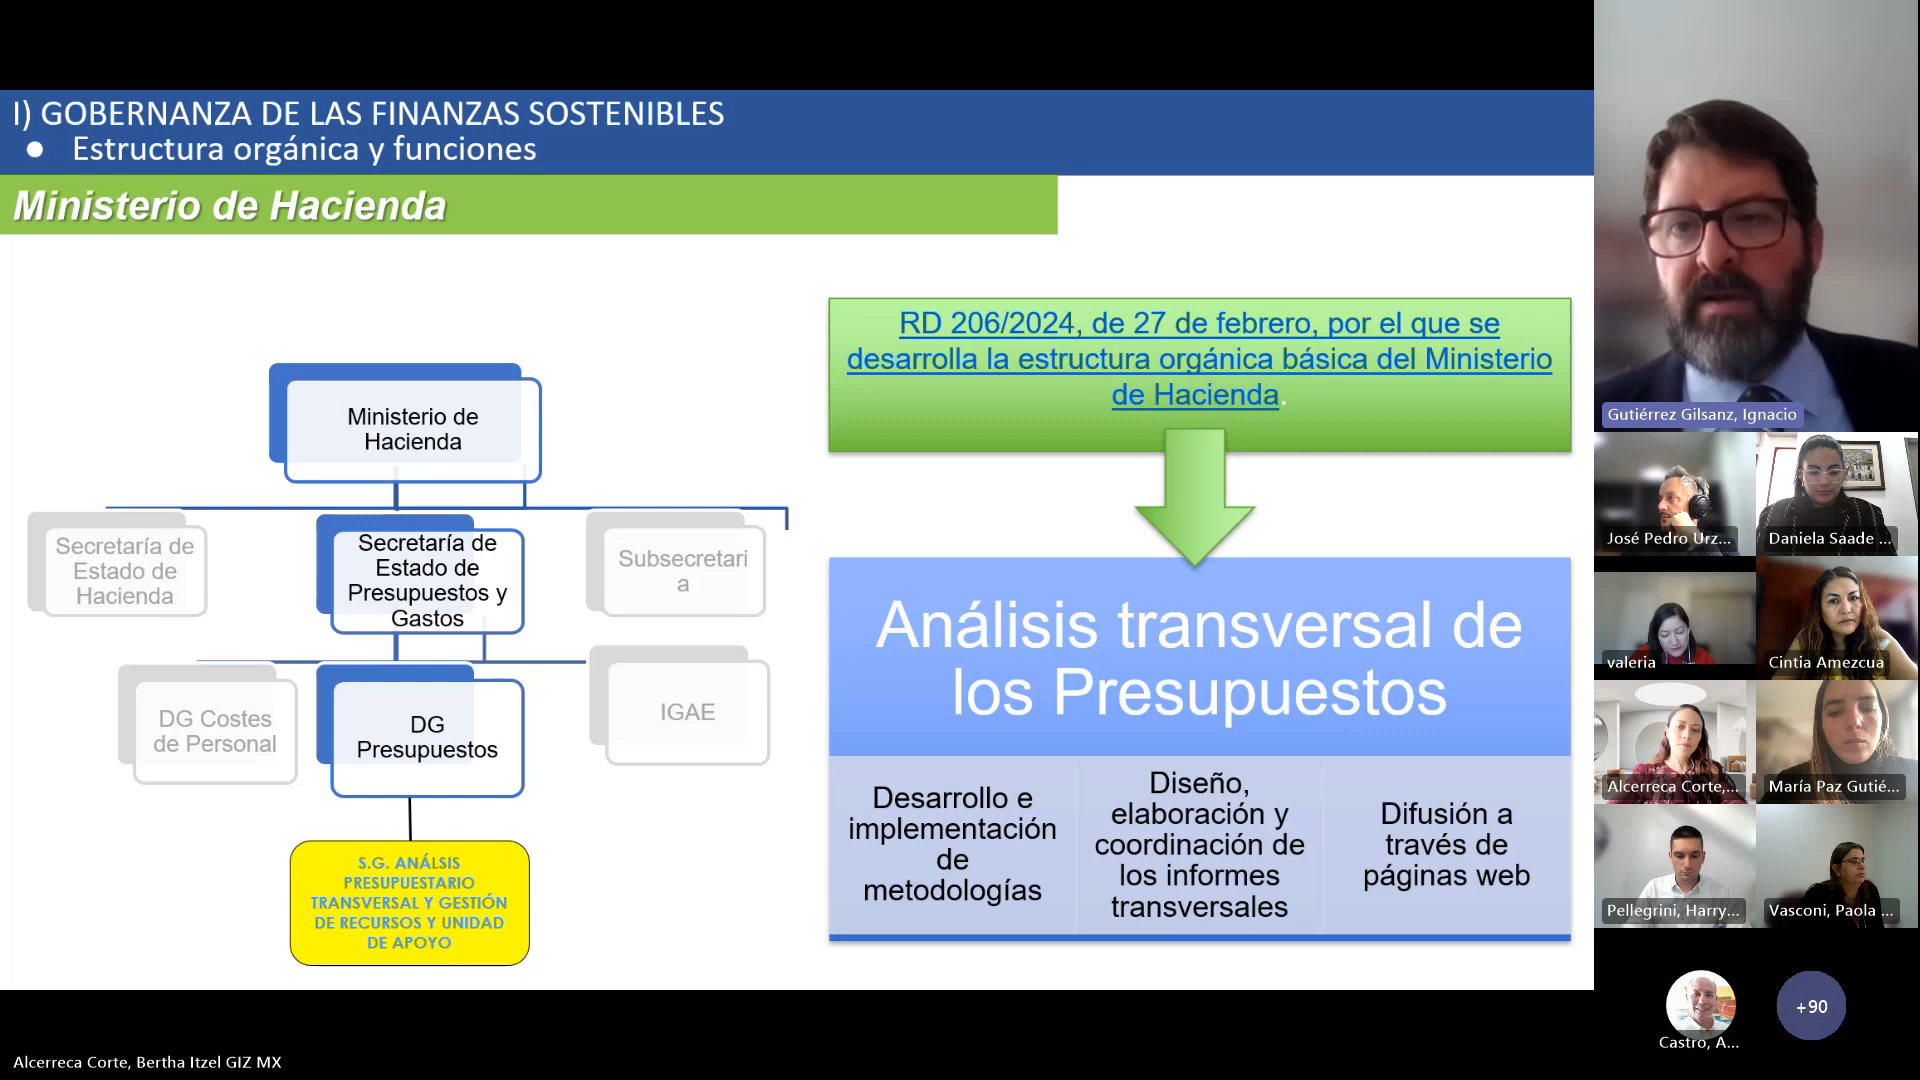 I) GOBERNANZA DE LAS FINANZAS SOSTENIBLES
● Estructura orgánica y funciones
Ministerio de Hacienda
Ministerio de
Hacienda
Secretaría de
Estado de
Hacienda
Secretaría de
Estado de
Presupuestos y
Gastos
Subsecretari
a
DG Costes
de Personal
DG
Presupuestos
IGAE
S.G. ANÁLSIS
PRESUPUESTARIO
TRANSVERSAL Y GESTIÓN
DE RECURSOS Y UNIDAD
DE APOYO
RD 206/2024, de 27 de febrero, por el que se
desarrolla la estructura orgánica básica del Ministerio
de Hacienda.
Análisis transversal de
los Presupuestos
Desarrollo e
implementación
de
metodologías
Diseño,
elaboración y
coordinación de
los informes
transversales
Difusión a
través de
páginas web
Gutiérrez Gilsanz, Ignacio
José Pedro Urz...
Daniela Saade ...
valeria
Cintia Amezcua
Alcerreca Corte,...
María Paz Gutié...
Pellegrini, Harry...
Vasconi, Paola ...
Castro, A...
+90
Alcerreca Corte, Bertha Itzel GIZ MX